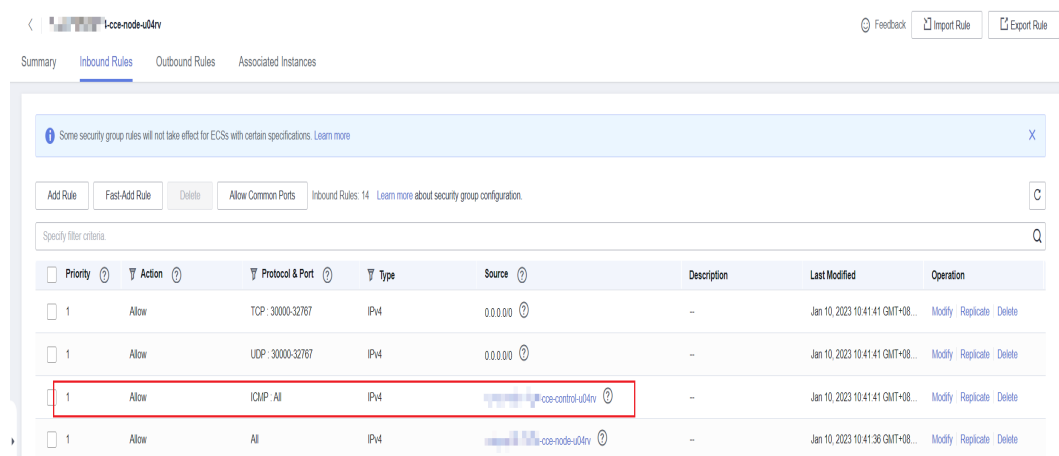 -cce-node-u04rv Feedback Import Rule Export Rule
Summary Inbound Rules Outbound Rules Associated Instances
Some security group rules will not take effect for ECSs with certain specifications. Learn more
Add Rule Fast-Add Rule Delete Allow Common Ports Inbound Rules: 14 Learn more about security group configuration.
Specify filter criteria.
Priority Action Protocol & Port Type Source Description Last Modified Operation
1 Allow TCP : 30000-32767 IPv4 0.0.0.0/0 -- Jan 10, 2023 10:41:41 GMT+08... Modify Replicate Delete
1 Allow UDP : 30000-32767 IPv4 0.0.0.0/0 -- Jan 10, 2023 10:41:41 GMT+08... Modify Replicate Delete
1 Allow ICMP : All IPv4 -cce-control-u04rv -- Jan 10, 2023 10:41:41 GMT+08... Modify Replicate Delete
1 Allow All IPv4 -cce-node-u04rv -- Jan 10, 2023 10:41:36 GMT+08... Modify Replicate Delete